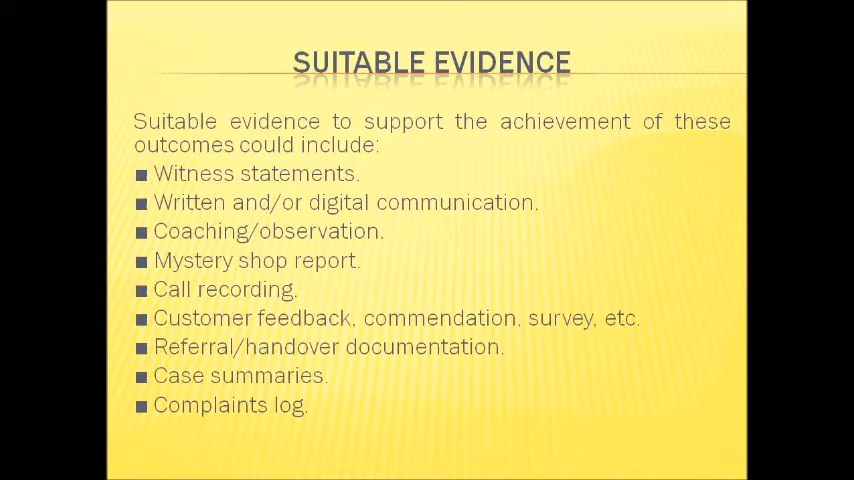 SUITABLE EVIDENCE
Suitable evidence to support the achievement of these
outcomes could include:
■ Witness statements.
■ Written and/or digital communication.
■ Coaching/observation.
■ Mystery shop report.
■ Call recording.
■ Customer feedback, commendation, survey, etc.
■ Referral/handover documentation.
■ Case summaries.
■ Complaints log.